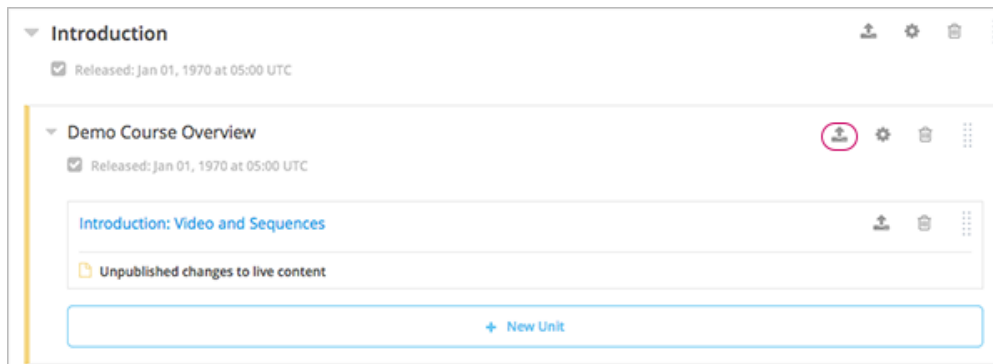 Introduction
Released: Jan 01, 1970 at 05:00 UTC
Demo Course Overview
Released: Jan 01, 1970 at 05:00 UTC
Introduction: Video and Sequences
Unpublished changes to live content
+ New Unit